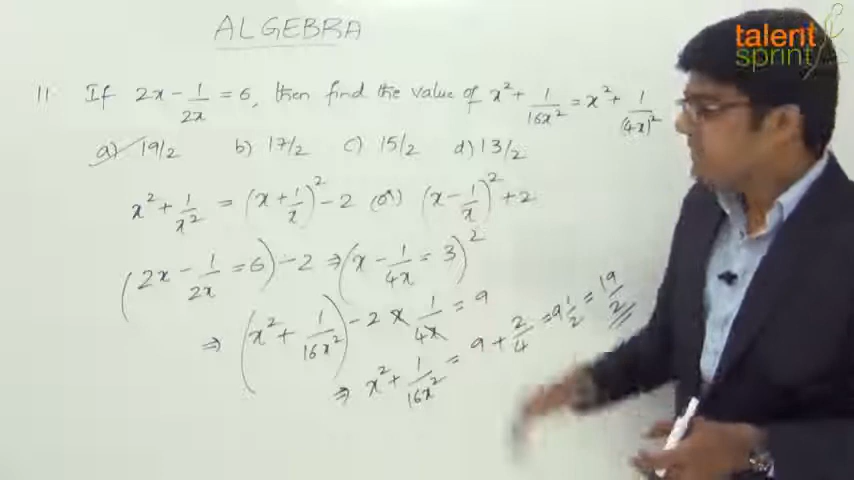 ALGEBRA
talent
sprint
11. If 2x - 1/2x = 6, then find the value of x² + 1/16x² = x² + 1/(4x)²
a) 19/2 b) 17/2 c) 15/2 d) 13/2
x² + 1/x² = (x + 1/x)² - 2 (or) (x - 1/x)² + 2
(2x - 1/2x = 6) ÷ 2 ⇒ (x - 1/4x = 3)²
⇒ (x² + 1/16x²) - 2 x 1/4x = 9
⇒ x² + 1/16x² = 9 + 2/4 = 9 1/2 = 19/2